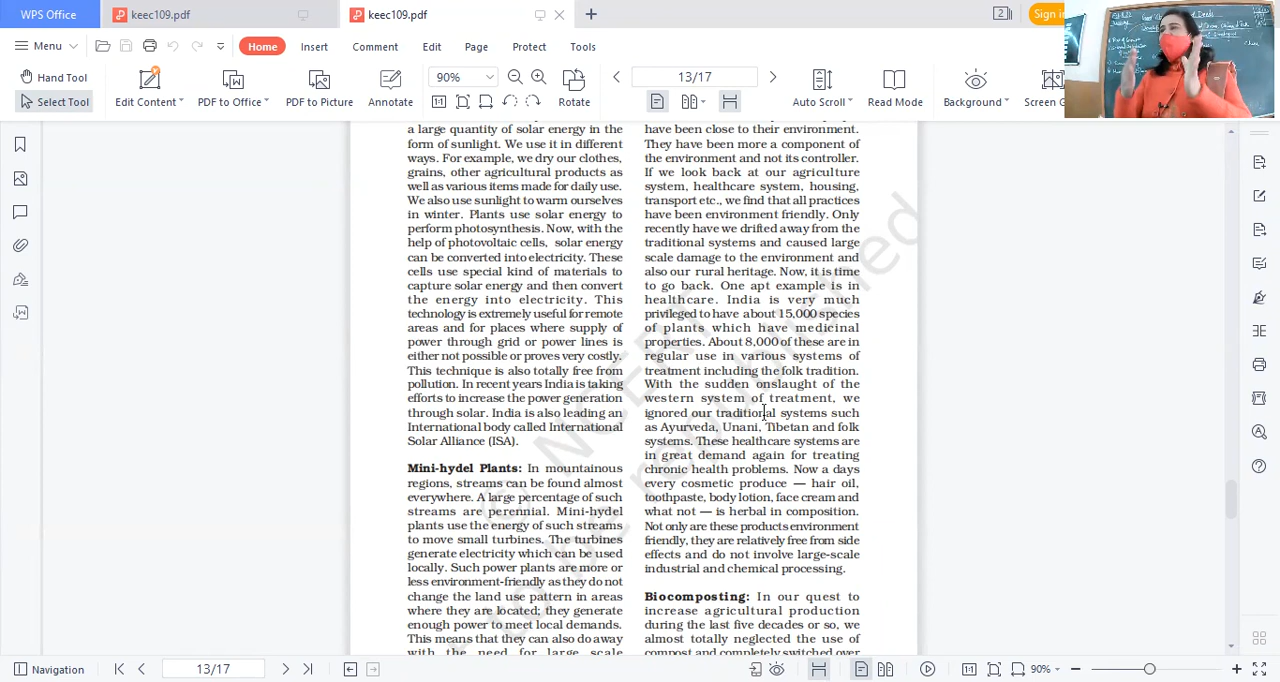 WPS Office
keec109.pdf
keec109.pdf
2
Sign in
Menu
Home
Insert
Comment
Edit
Page
Protect
Tools
Hand Tool
Select Tool
Edit Content
PDF to Office
PDF to Picture
Annotate
90%
13/17
Rotate
Auto Scroll
Read Mode
Background
Screen G
a large quantity of solar energy in the
form of sunlight. We use it in different
ways. For example, we dry our clothes,
grains, other agricultural products as
well as various items made for daily use.
We also use sunlight to warm ourselves
in winter. Plants use solar energy to
perform photosynthesis. Now, with the
help of photovoltaic cells, solar energy
can be converted into electricity. These
cells use special kind of materials to
capture solar energy and then convert
the energy into electricity. This
technology is extremely useful for remote
areas and for places where supply of
power through grid or power lines is
either not possible or proves very costly.
This technique is also totally free from
pollution. In recent years India is taking
efforts to increase the power generation
through solar. India is also leading an
International body called International
Solar Alliance (ISA).
Mini-hydel Plants: In mountainous
regions, streams can be found almost
everywhere. A large percentage of such
streams are perennial. Mini-hydel
plants use the energy of such streams
to move small turbines. The turbines
generate electricity which can be used
locally. Such power plants are more or
less environment-friendly as they do not
change the land use pattern in areas
where they are located; they generate
enough power to meet local demands.
This means that they can also do away
with the need for large scale
have been close to their environment.
They have been more a component of
the environment and not its controller.
If we look back at our agriculture
system, healthcare system, housing,
transport etc., we find that all practices
have been environment friendly. Only
recently have we drifted away from the
traditional systems and caused large
scale damage to the environment and
also our rural heritage. Now, it is time
to go back. One apt example is in
healthcare. India is very much
privileged to have about 15,000 species
of plants which have medicinal
properties. About 8,000 of these are in
regular use in various systems of
treatment including the folk tradition.
With the sudden onslaught of the
western system of treatment, we
ignored our traditional systems such
as Ayurveda, Unani, Tibetan and folk
systems. These healthcare systems are
in great demand again for treating
chronic health problems. Now a days
every cosmetic produce — hair oil,
toothpaste, body lotion, face cream and
what not — is herbal in composition.
Not only are these products environment
friendly, they are relatively free from side
effects and do not involve large-scale
industrial and chemical processing.
Biocomposting: In our quest to
increase agricultural production
during the last five decades or so, we
almost totally neglected the use of
compost and completely switched over
© NCERT
to be republished
Navigation
13/17
90%